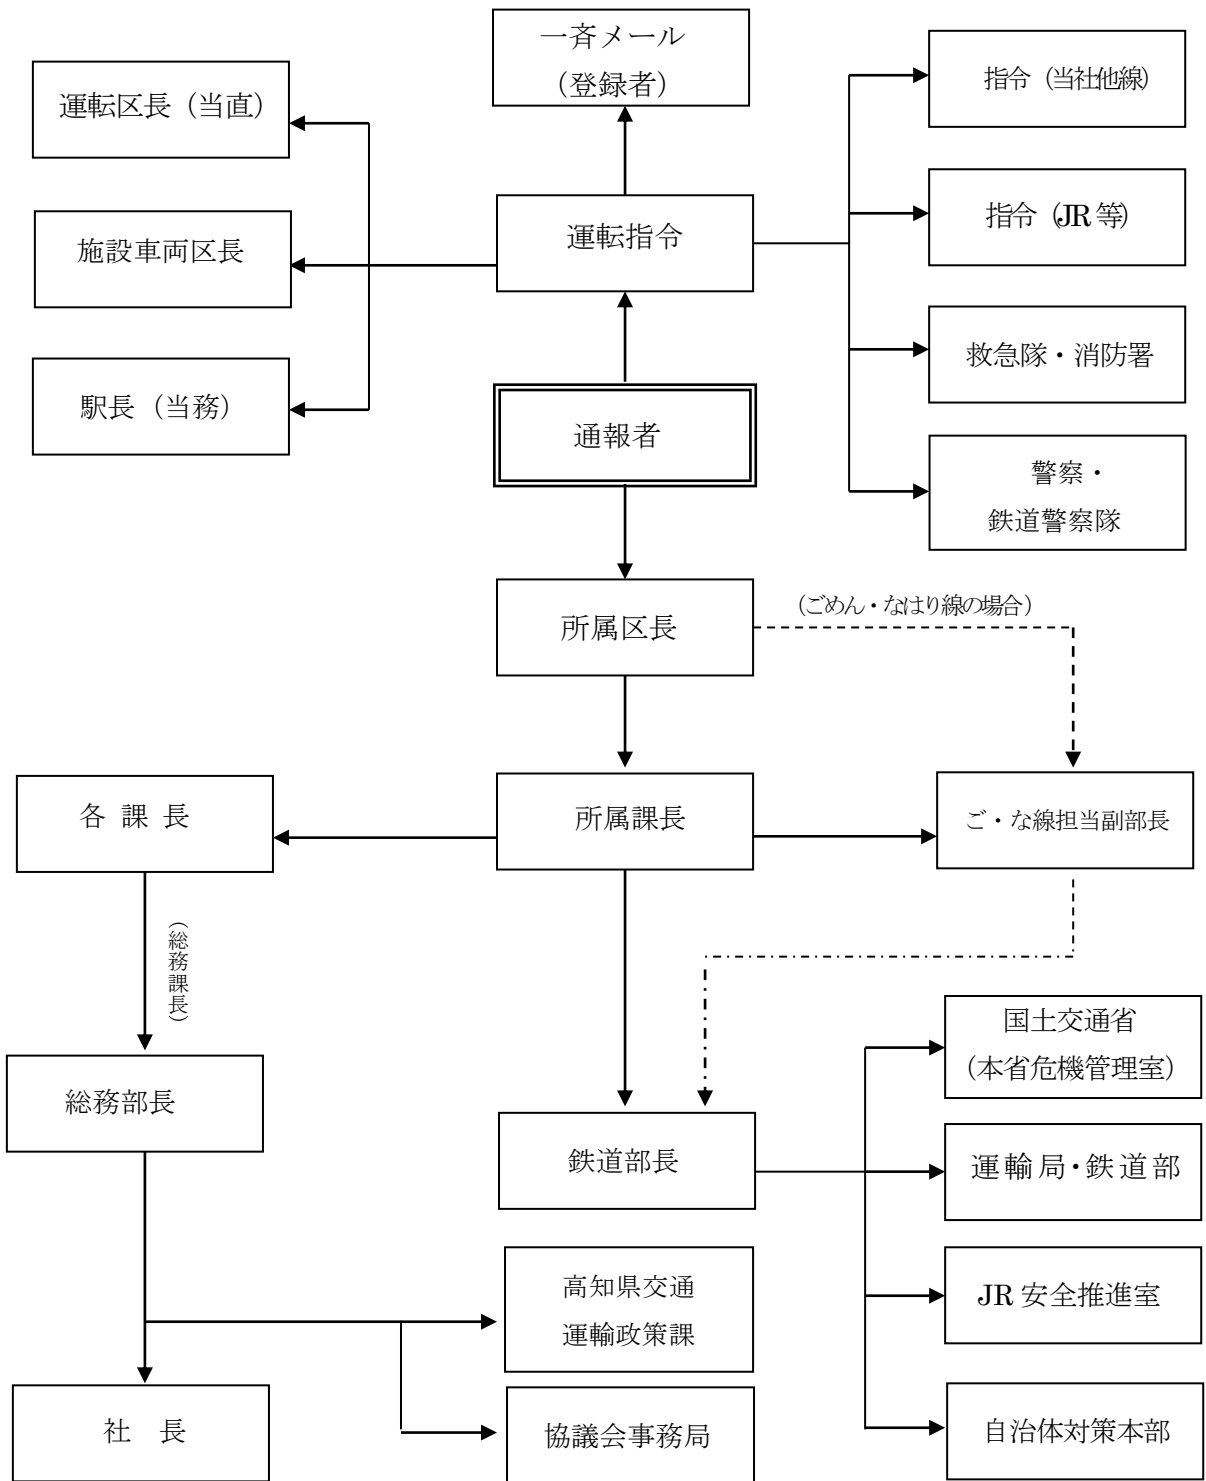 一斉メール
(登録者)
運転区長(当直)
指令(当社他線)
施設車両区長
運転指令
指令(JR等)
駅長(当務)
通報者
救急隊・消防署
警察・
鉄道警察隊
所属区長
(ごめん・なはり線の場合)
各 課 長
所属課長
ご・な線担当副部長
(総務課長)
総務部長
鉄道部長
国土交通省
(本省危機管理室)
運輸局・鉄道部
高知県交通
運輸政策課
JR安全推進室
社 長
協議会事務局
自治体対策本部